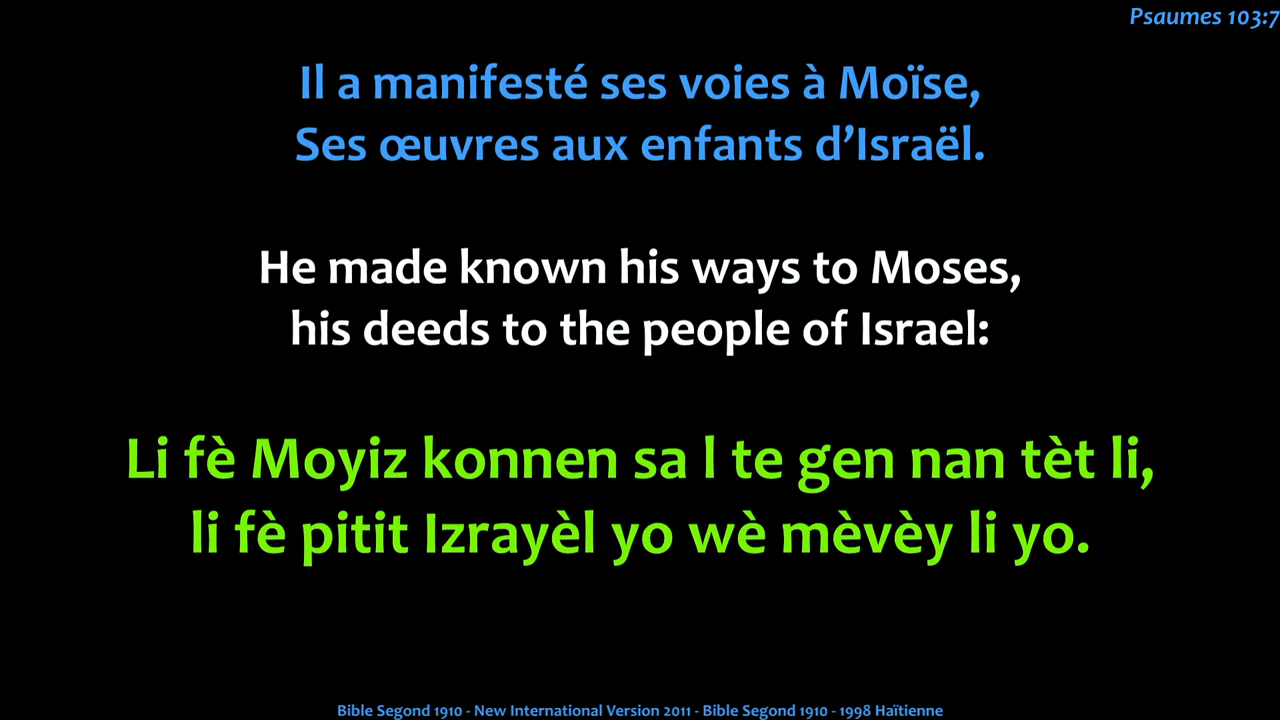 Psaumes 103:7
Il a manifesté ses voies à Moïse,
Ses œuvres aux enfants d’Israël.
He made known his ways to Moses,
his deeds to the people of Israel:
Li fè Moyiz konnen sa l te gen nan tèt li,
li fè pitit Izrayèl yo wè mèvèy li yo.
Bible Segond 1910 - New International Version 2011 - Bible Segond 1910 - 1998 Haïtienne